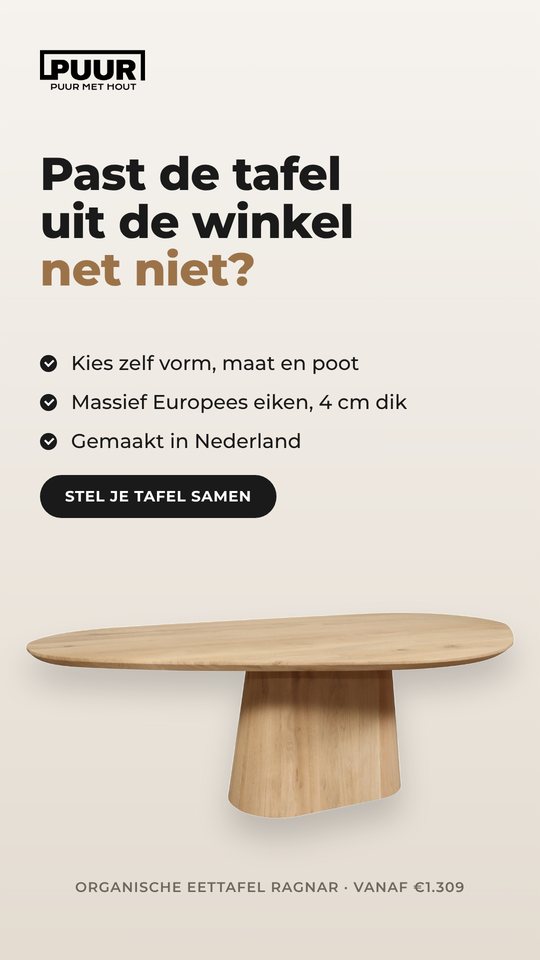 PUUR
PUUR MET HOUT
Past de tafel
uit de winkel
net niet?
Kies zelf vorm, maat en poot
Massief Europees eiken, 4 cm dik
Gemaakt in Nederland
STEL JE TAFEL SAMEN
ORGANISCHE EETTAFEL RAGNAR · VANAF €1.309